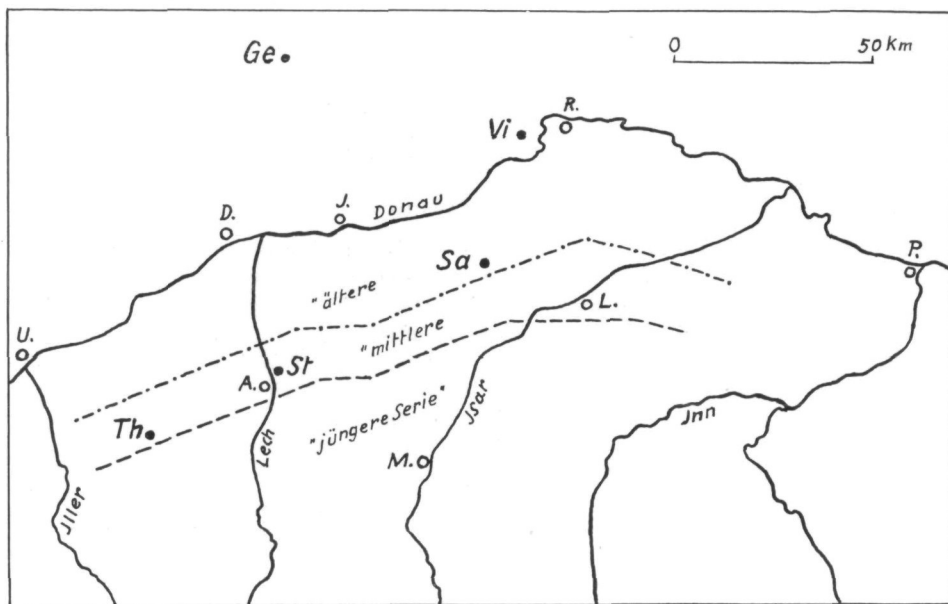 Ge
0 50 Km
R.
Vi
D.
J.
Donau
Sa
P.
"ältere
L.
U.
"mittlere
St
A.
"jüngere Serie"
Th
Lech
Jsar
Jnn
M.
Jller